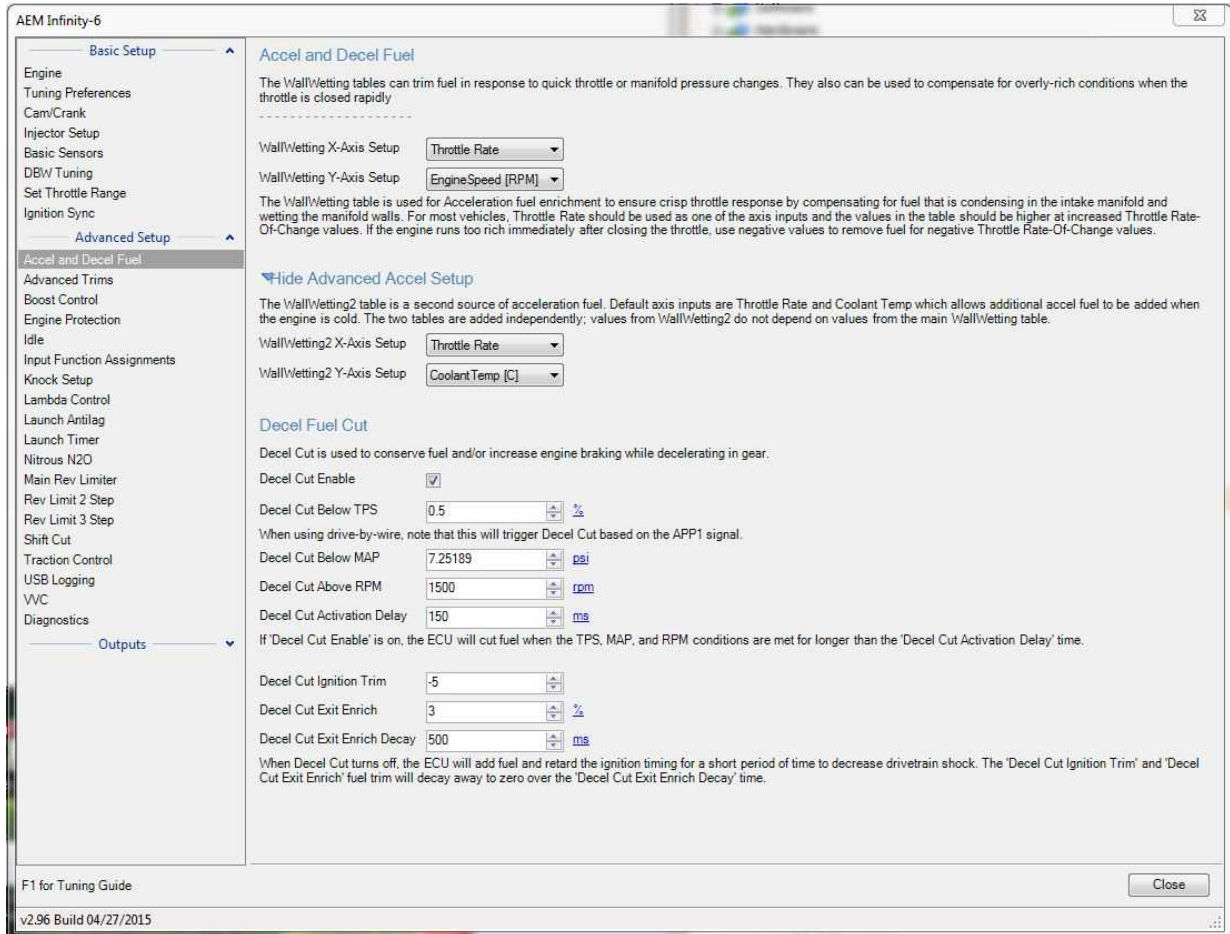 AEM Infinity-6
Basic Setup
Engine
Tuning Preferences
Cam/Crank
Injector Setup
Basic Sensors
DBW Tuning
Set Throttle Range
Ignition Sync
Advanced Setup
Accel and Decel Fuel
Advanced Trims
Boost Control
Engine Protection
Idle
Input Function Assignments
Knock Setup
Lambda Control
Launch Antilag
Launch Timer
Nitrous N2O
Main Rev Limiter
Rev Limit 2 Step
Rev Limit 3 Step
Shift Cut
Traction Control
USB Logging
VVC
Diagnostics
Outputs
Accel and Decel Fuel
The WallWetting tables can trim fuel in response to quick throttle or manifold pressure changes. They also can be used to compensate for overly-rich conditions when the
throttle is closed rapidly
- - - - - - - - - - - - - - - - - - - -
WallWetting X-Axis Setup Throttle Rate
WallWetting Y-Axis Setup EngineSpeed [RPM]
The WallWetting table is used for Acceleration fuel enrichment to ensure crisp throttle response by compensating for fuel that is condensing in the intake manifold and
wetting the manifold walls. For most vehicles, Throttle Rate should be used as one of the axis inputs and the values in the table should be higher at increased Throttle Rate-
Of-Change values. If the engine runs too rich immediately after closing the throttle, use negative values to remove fuel for negative Throttle Rate-Of-Change values.
Hide Advanced Accel Setup
The WallWetting2 table is a second source of acceleration fuel. Default axis inputs are Throttle Rate and Coolant Temp which allows additional accel fuel to be added when
the engine is cold. The two tables are added independently; values from WallWetting2 do not depend on values from the main WallWetting table.
WallWetting2 X-Axis Setup Throttle Rate
WallWetting2 Y-Axis Setup CoolantTemp [C]
Decel Fuel Cut
Decel Cut is used to conserve fuel and/or increase engine braking while decelerating in gear.
Decel Cut Enable
Decel Cut Below TPS 0.5 %
When using drive-by-wire, note that this will trigger Decel Cut based on the APP1 signal.
Decel Cut Below MAP 7.25189 psi
Decel Cut Above RPM 1500 rpm
Decel Cut Activation Delay 150 ms
If 'Decel Cut Enable' is on, the ECU will cut fuel when the TPS, MAP, and RPM conditions are met for longer than the 'Decel Cut Activation Delay' time.
Decel Cut Ignition Trim -5
Decel Cut Exit Enrich 3 %
Decel Cut Exit Enrich Decay 500 ms
When Decel Cut turns off, the ECU will add fuel and retard the ignition timing for a short period of time to decrease drivetrain shock. The 'Decel Cut Ignition Trim' and 'Decel
Cut Exit Enrich' fuel trim will decay away to zero over the 'Decel Cut Exit Enrich Decay' time.
F1 for Tuning Guide
Close
v2.96 Build 04/27/2015